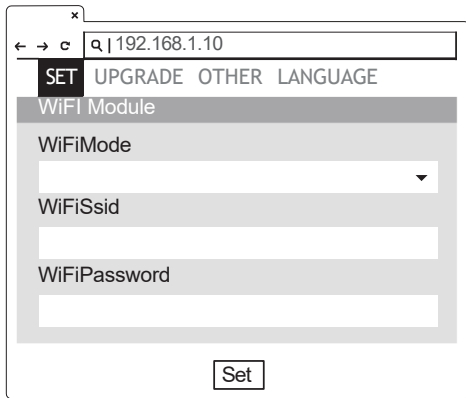 192.168.1.10
SET UPGRADE OTHER LANGUAGE
WiFI Module
WiFiMode
WiFiSsid
WiFiPassword
Set